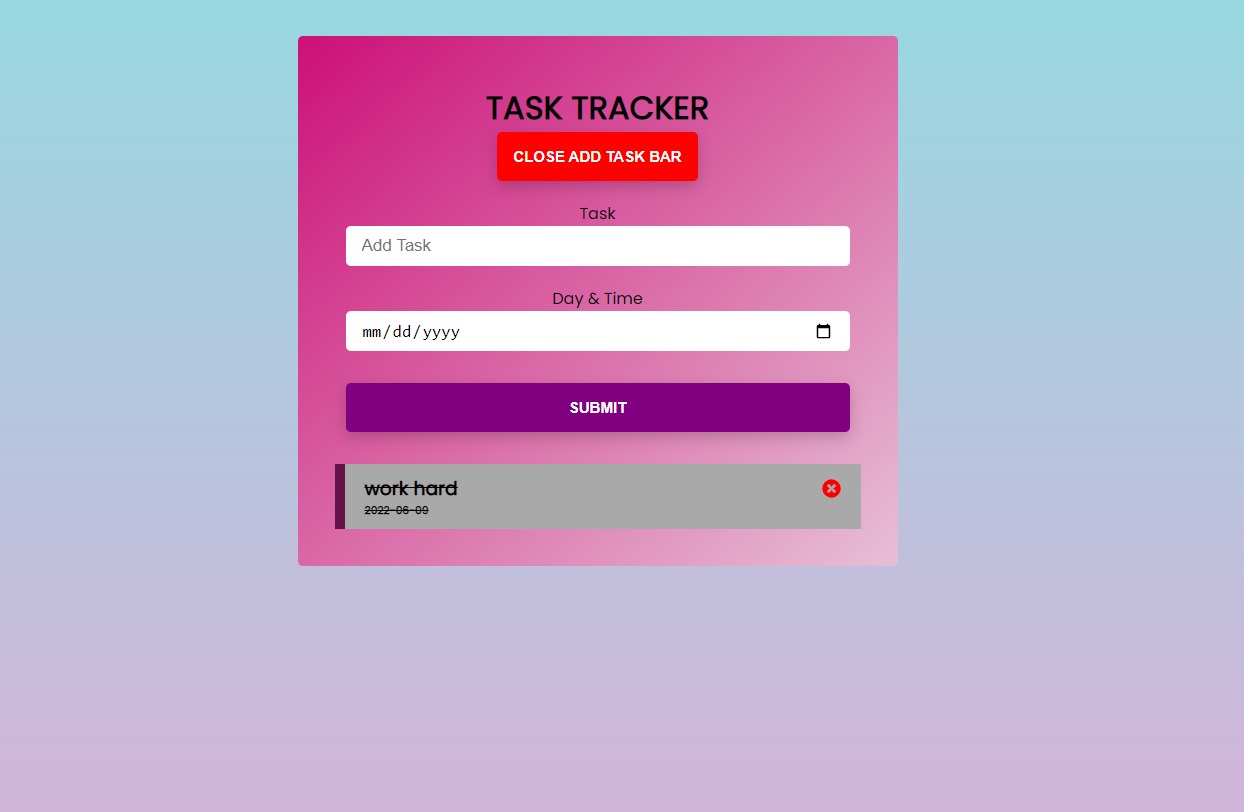 TASK TRACKER
CLOSE ADD TASK BAR
Task
Add Task
Day & Time
mm/dd/yyyy
SUBMIT
work hard
2022-06-09